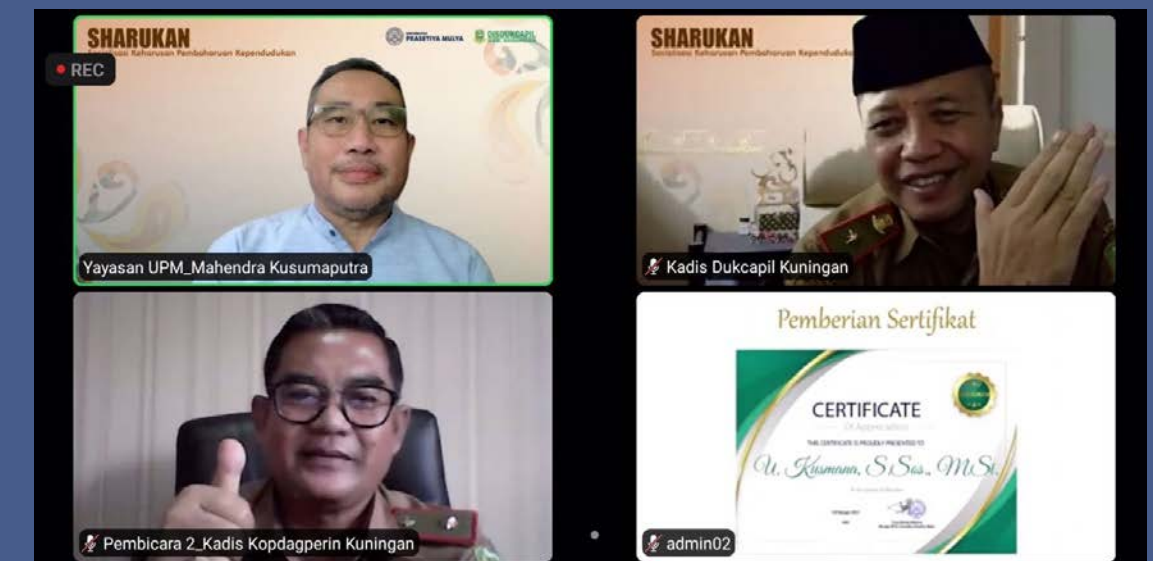 SHARUKAN
Sosialisasi Keharusan Pembaharuan Kependudukan
PRASETIYA MULYA
DISDUKCAPIL
REC
Yayasan UPM_Mahendra Kusumaputra
SHARUKAN
Sosialisasi Keharusan Pembaharuan Kependudukan
Kadis Dukcapil Kuningan
Pembicara 2_Kadis Kopdagperin Kuningan
Pemberian Sertifikat
CERTIFICATE
Of Appreciation
THIS CERTIFICATE IS PROUDLY PRESENTED TO
U. Kusmana, S.Sos., M.Si.
admin02